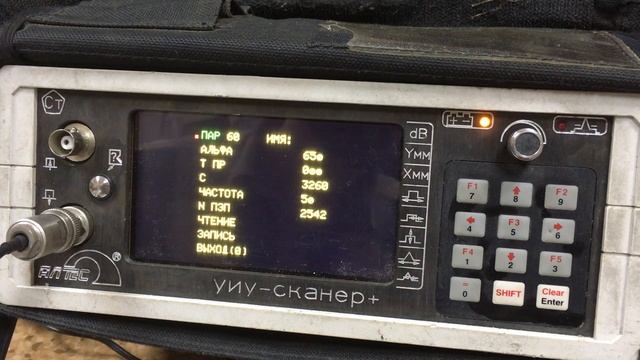 Ст
ПАР 60 ИМЯ:
АЛЬФА 65⊙
Т ПР 0⊙⊙
С 3260
ЧАСТОТА 5⊙
N ПЭП 2542
ЧТЕНИЕ
ЗАПИСЬ
ВЫХОД(0)
dB
Yмм
Xмм
F1
7
8
F2
9
4
F3
5
6
F4
1
2
F5
3
=
0
SHIFT
Clear
Enter
АЛТЕС ®
УИУ-сканер+